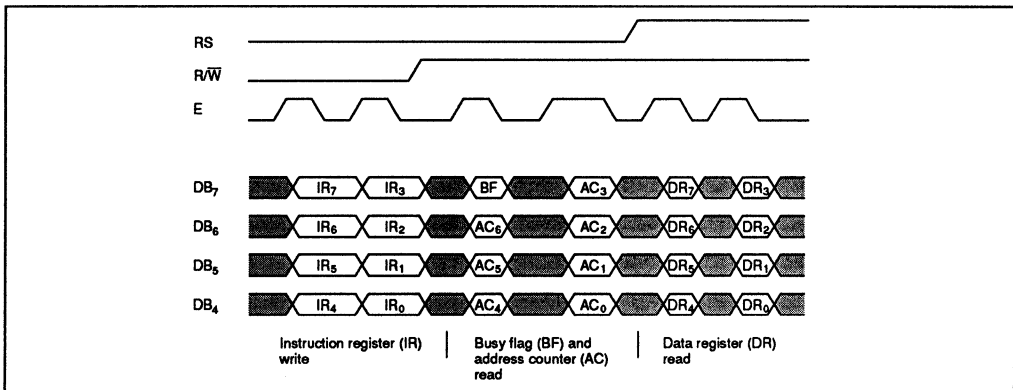 RS
R/W̅
E
DB₇ IR₇ IR₃ BF AC₃ DR₇ DR₃
DB₆ IR₆ IR₂ AC₆ AC₂ DR₆ DR₂
DB₅ IR₅ IR₁ AC₅ AC₁ DR₅ DR₁
DB₄ IR₄ IR₀ AC₄ AC₀ DR₄ DR₀
Instruction register (IR)
write
Busy flag (BF) and
address counter (AC)
read
Data register (DR)
read